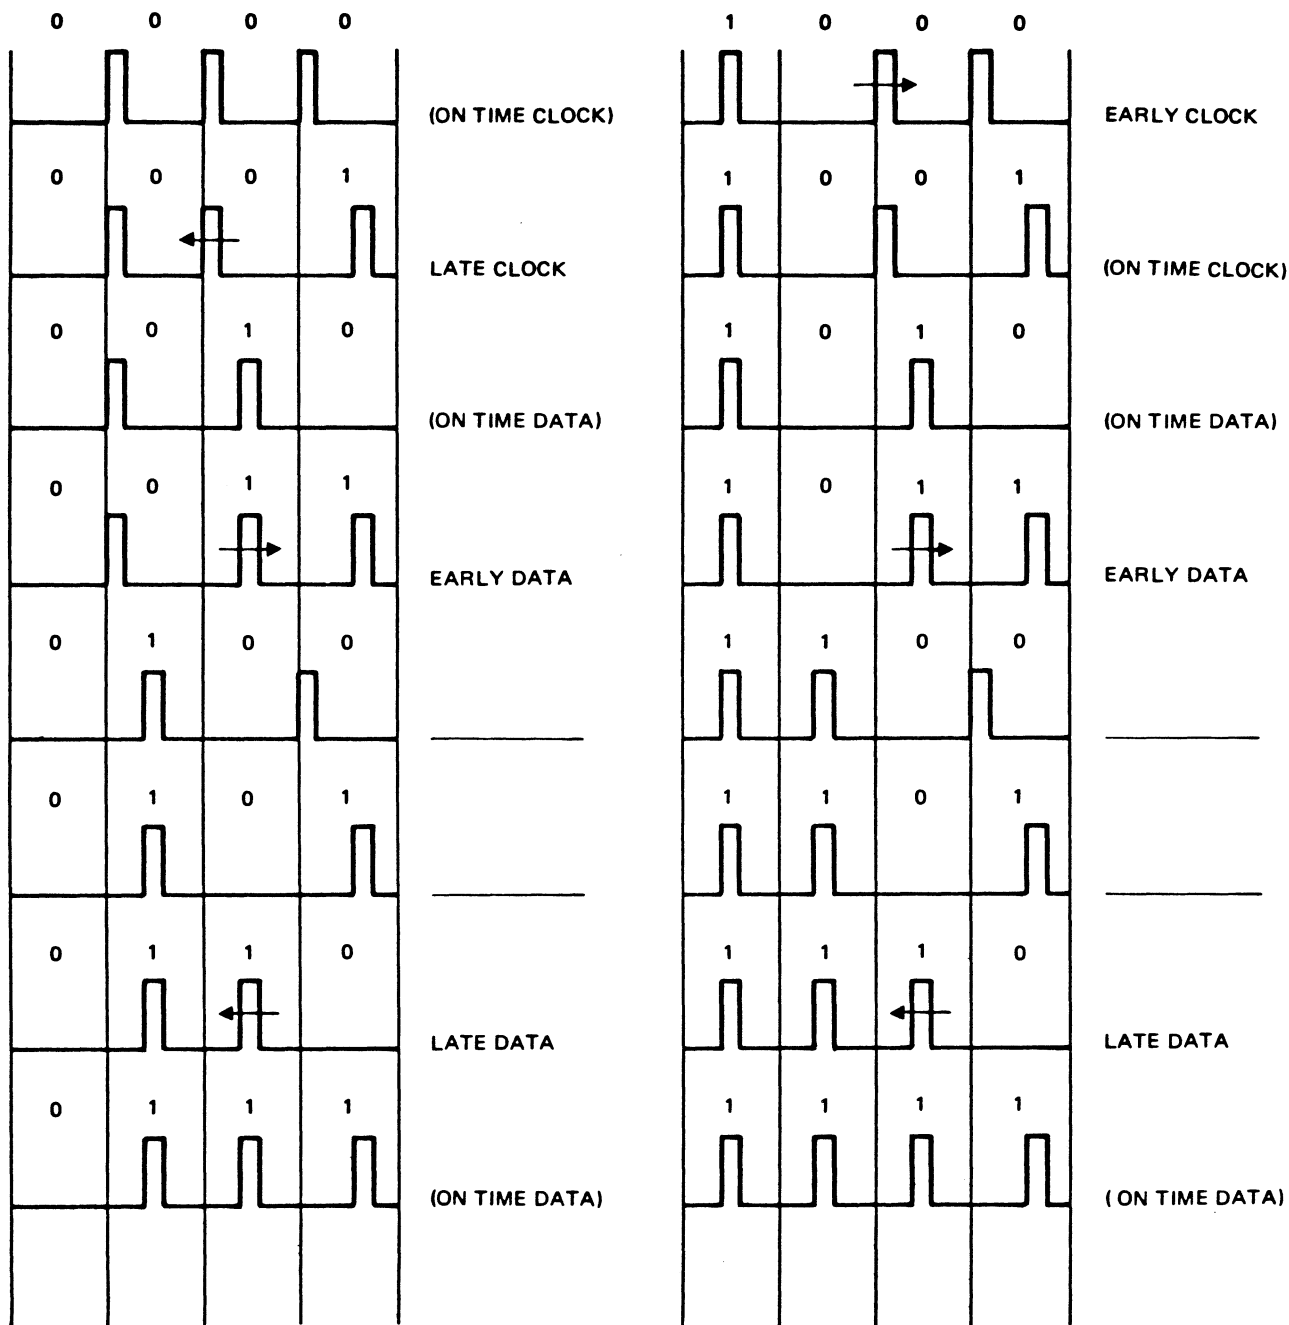 0 0 0 0
(ON TIME CLOCK)
0 0 0 1
LATE CLOCK
0 0 1 0
(ON TIME DATA)
0 0 1 1
EARLY DATA
0 1 0 0
0 1 0 1
0 1 1 0
LATE DATA
0 1 1 1
(ON TIME DATA)
1 0 0 0
EARLY CLOCK
1 0 0 1
(ON TIME CLOCK)
1 0 1 0
(ON TIME DATA)
1 0 1 1
EARLY DATA
1 1 0 0
1 1 0 1
1 1 1 0
LATE DATA
1 1 1 1
( ON TIME DATA)